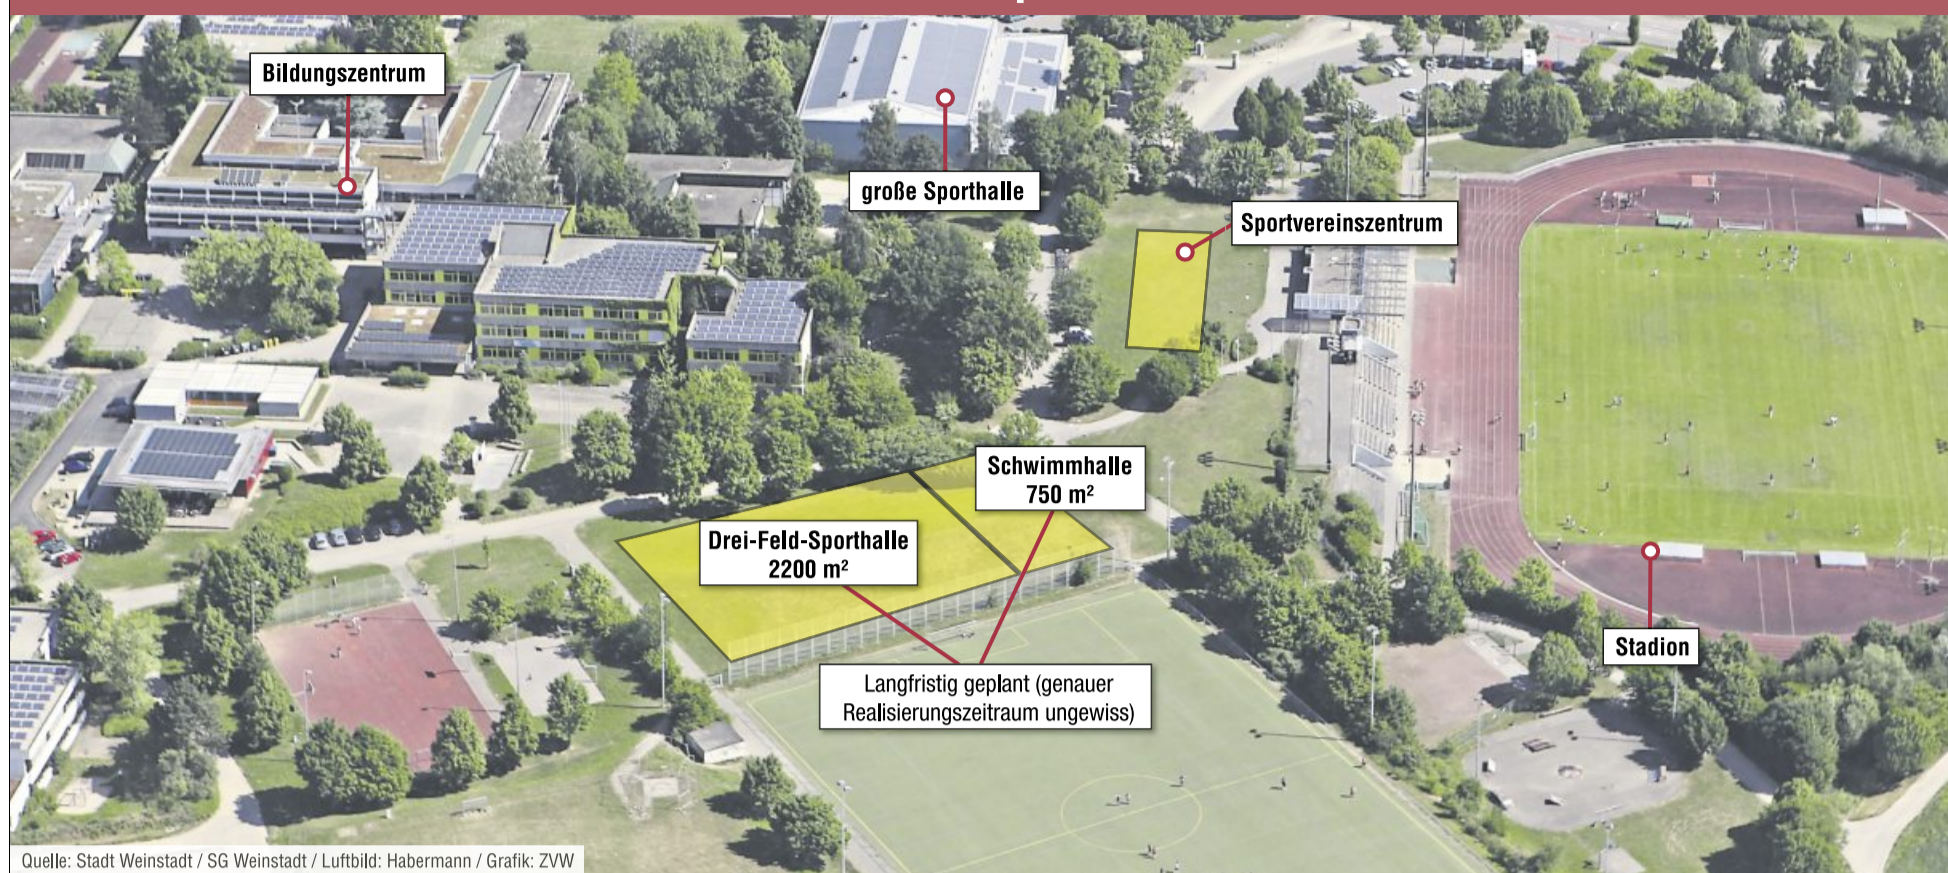 Bildungszentrum
große Sporthalle
Sportvereinszentrum
Schwimmhalle
750 m²
Drei-Feld-Sporthalle
2200 m²
Langfristig geplant (genauer
Realisierungszeitraum ungewiss)
Stadion
Quelle: Stadt Weinstadt / SG Weinstadt / Luftbild: Habermann / Grafik: ZVW